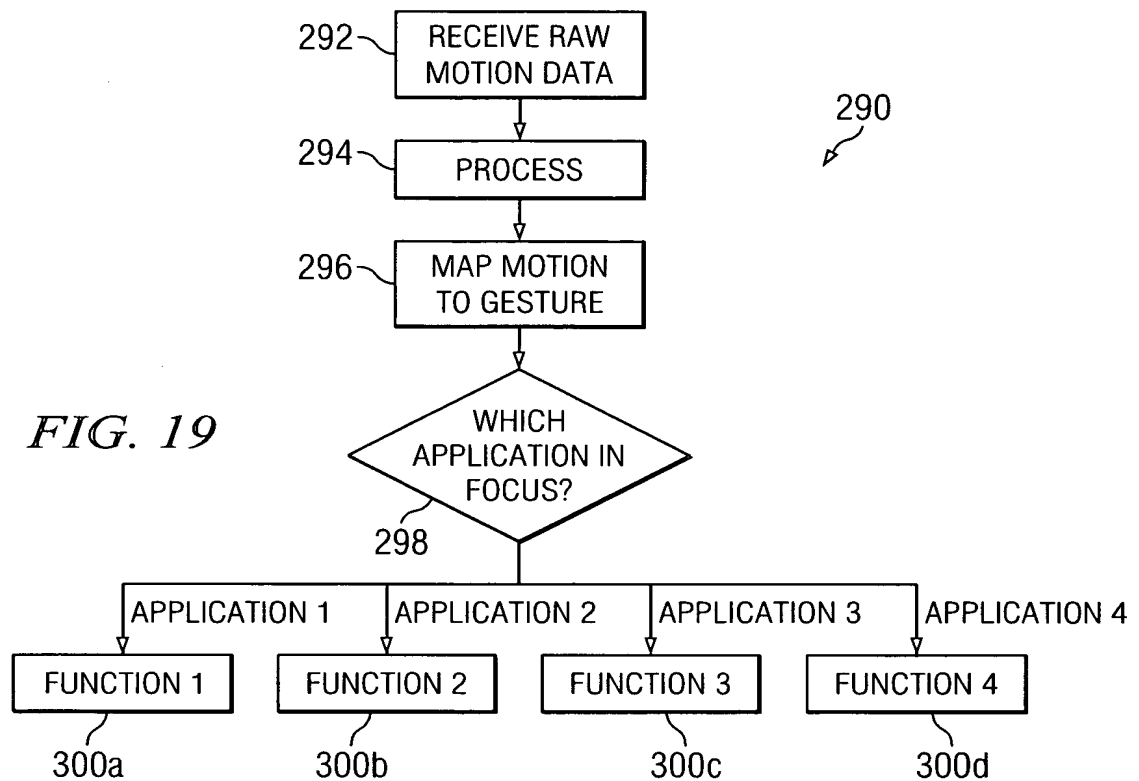 292
RECEIVE RAW
MOTION DATA
290
294
PROCESS
296
MAP MOTION
TO GESTURE
FIG. 19
WHICH
APPLICATION IN
FOCUS?
298
APPLICATION 1
APPLICATION 2
APPLICATION 3
APPLICATION 4
FUNCTION 1
FUNCTION 2
FUNCTION 3
FUNCTION 4
300a
300b
300c
300d